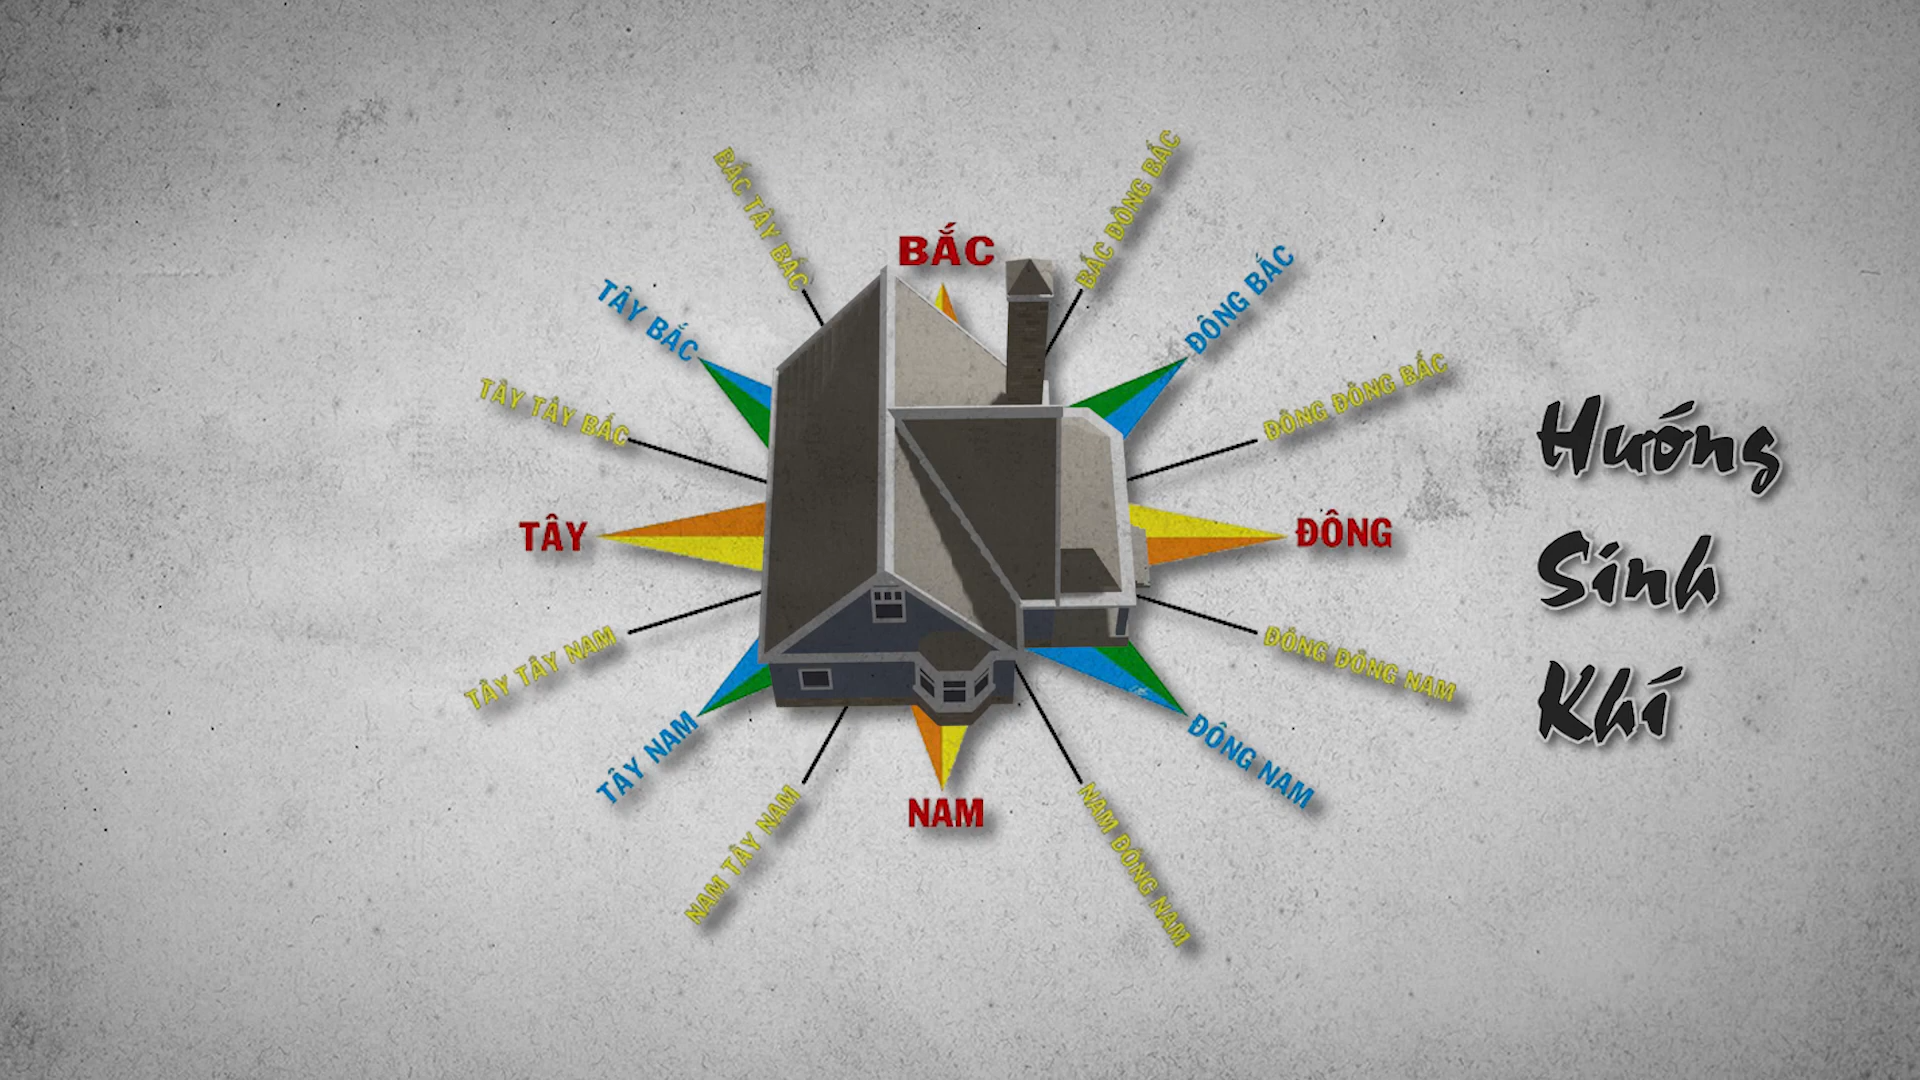 BẮC TÂY BẮC
BẮC ĐÔNG BẮC
BẮC
TÂY BẮC
ĐÔNG BẮC
TÂY TÂY BẮC
ĐÔNG ĐÔNG BẮC
Hướng
TÂY
ĐÔNG
Sinh
TÂY TÂY NAM
ĐÔNG ĐÔNG NAM
Khí
TÂY NAM
ĐÔNG NAM
NAM
NAM TÂY NAM
NAM ĐÔNG NAM